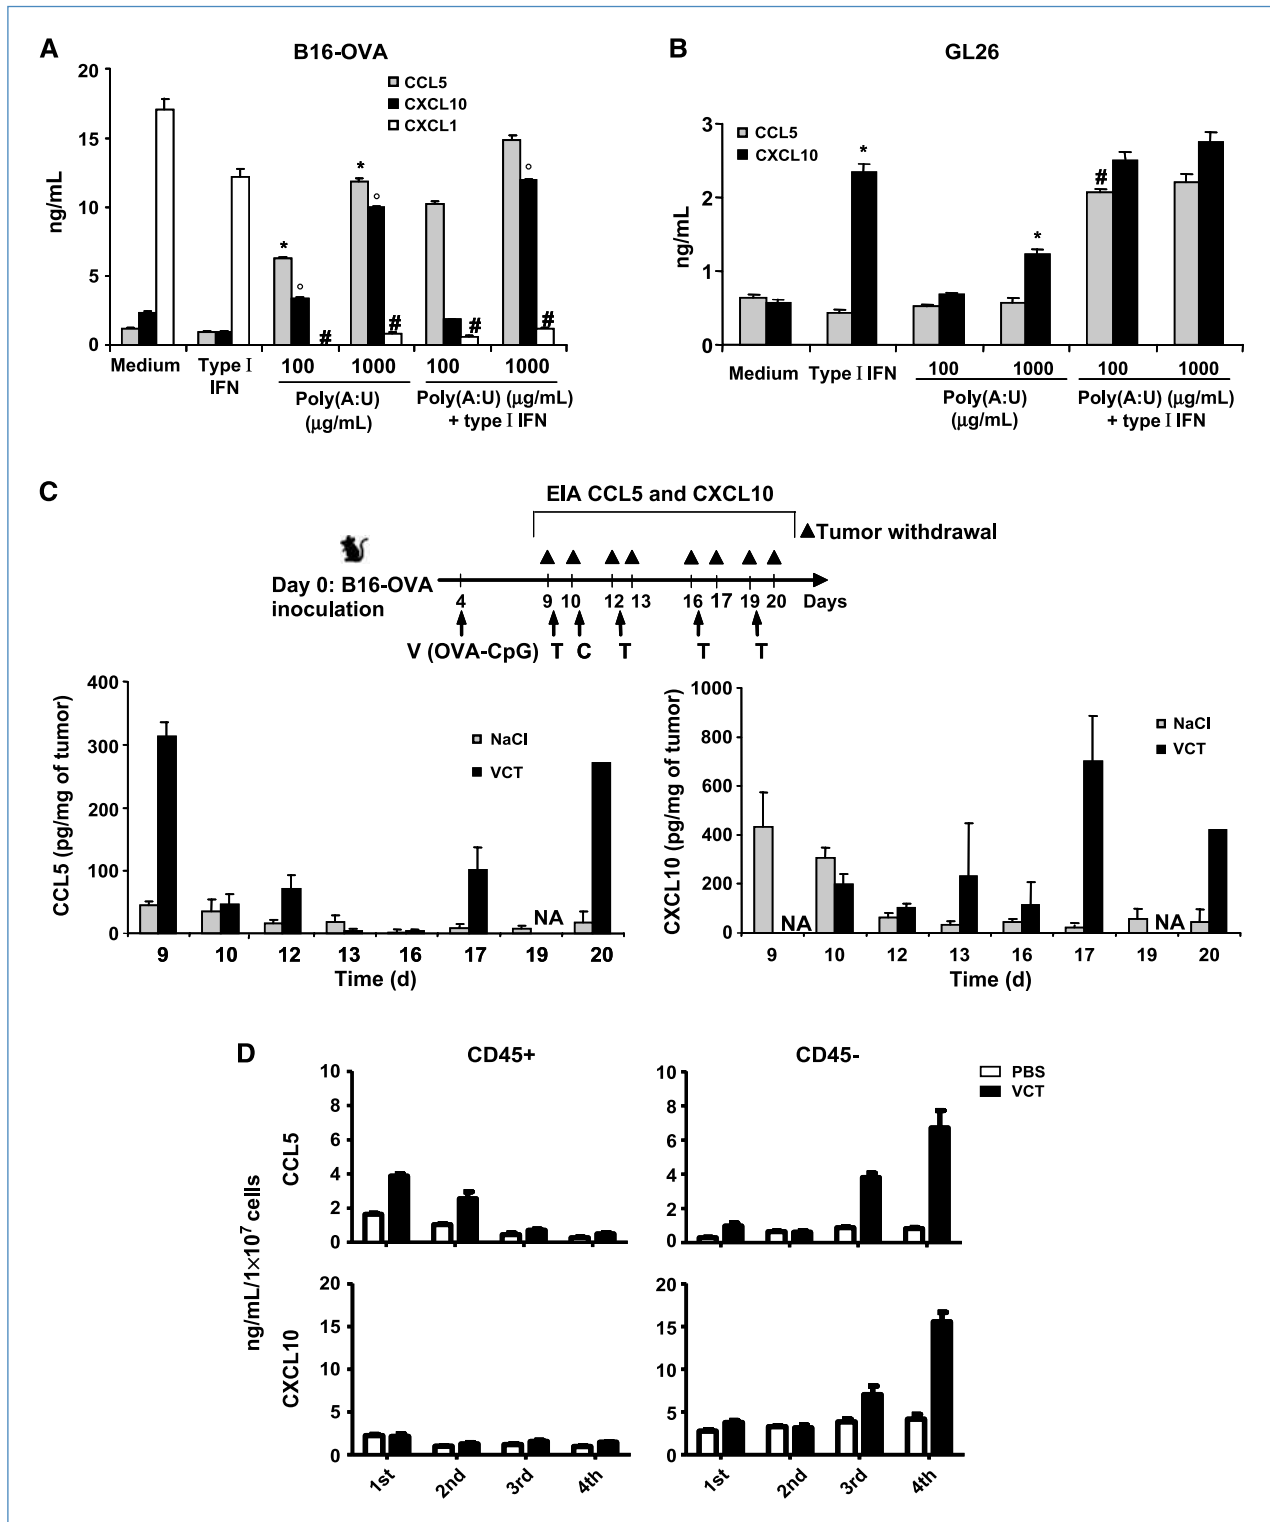 A
B16-OVA
20
15
10
5
0
ng/mL
CCL5
CXCL10
CXCL1
*
°
#
*
°
#
#
°
#
Medium
Type I
IFN
100
1000
100
1000
Poly(A:U)
(µg/mL)
Poly(A:U) (µg/mL)
+ type I IFN
B
GL26
3
2
1
0
ng/mL
CCL5
CXCL10
*
*
#
Medium
Type I IFN
100
1000
100
1000
Poly(A:U)
(µg/mL)
Poly(A:U) (µg/mL)
+ type I IFN
C
EIA CCL5 and CXCL10
▲Tumor withdrawal
Day 0: B16-OVA
inoculation
4
9
10
12
13
16
17
19
20
Days
V (OVA-CpG)
T
C
T
T
T
400
300
200
100
0
CCL5 (pg/mg of tumor)
NaCl
VCT
NA
9
10
12
13
16
17
19
20
Time (d)
1000
800
600
400
200
0
CXCL10 (pg/mg of tumor)
NaCl
VCT
NA
NA
9
10
12
13
16
17
19
20
Time (d)
D
CD45+
CD45-
PBS
VCT
ng/mL/1×10⁷ cells
CCL5
10
8
6
4
2
0
10
8
6
4
2
0
CXCL10
20
15
10
5
0
20
15
10
5
0
1st
2nd
3rd
4th
1st
2nd
3rd
4th